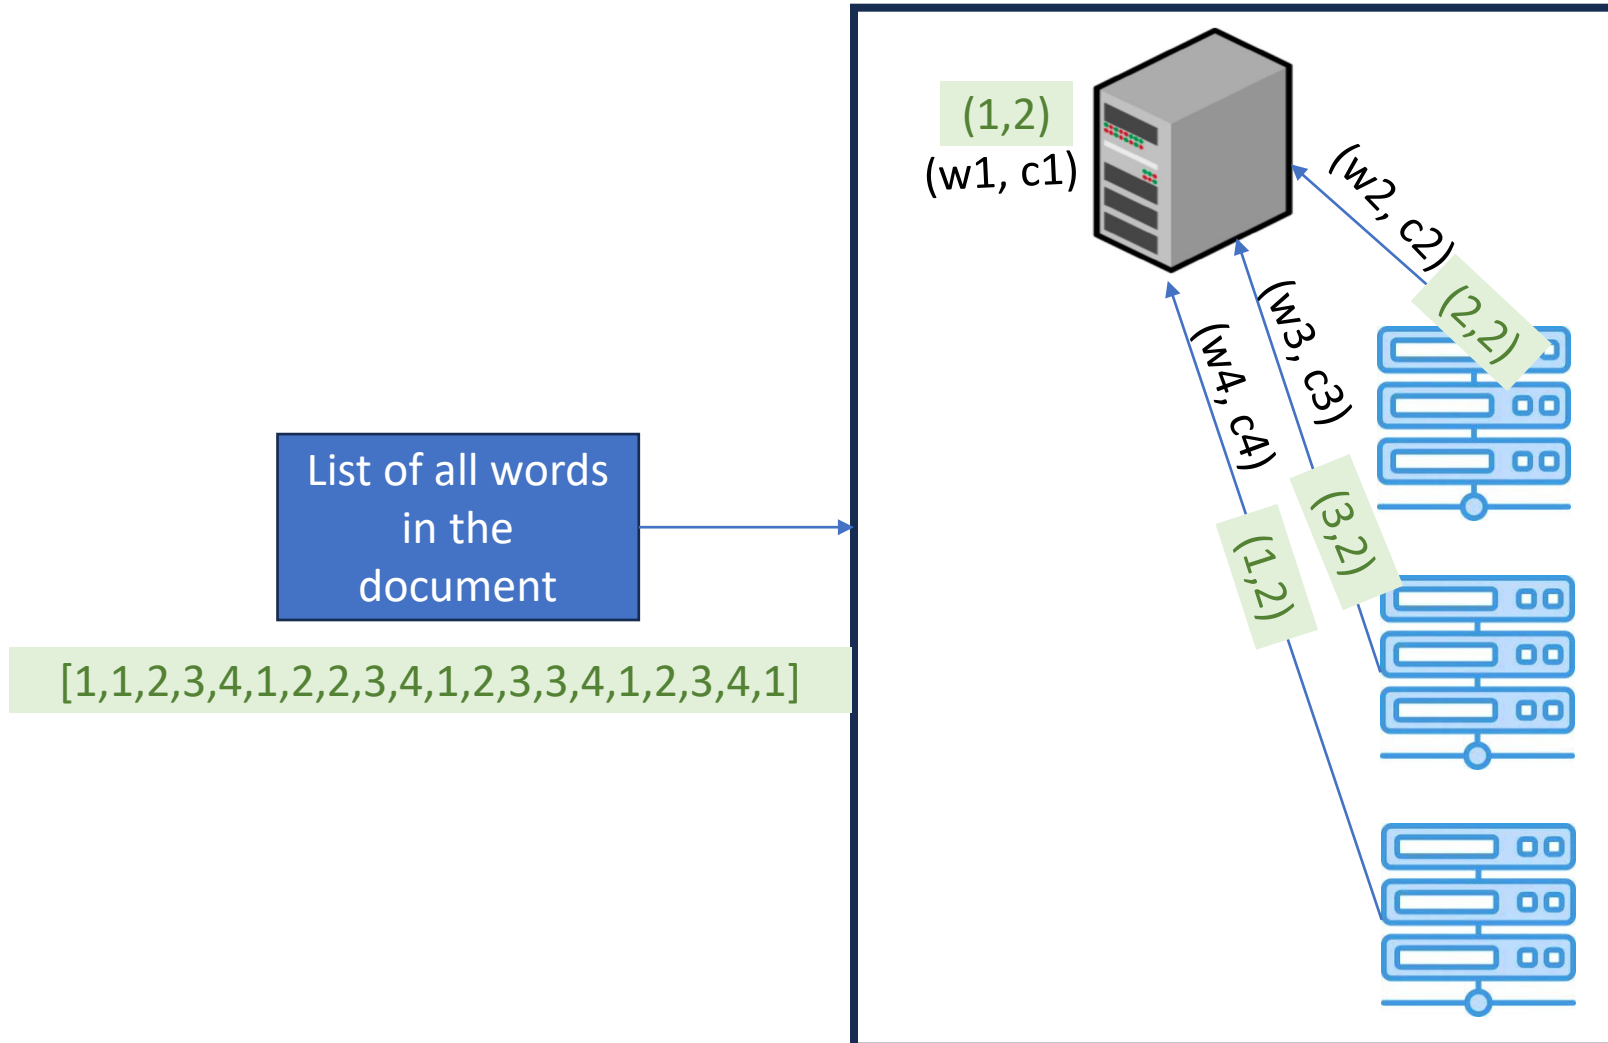 (1,2)
(w1, c1)
(w2, c2)
(2,2)
(w3, c3)
(3,2)
(w4, c4)
(1,2)
List of all words
in the
document
[1,1,2,3,4,1,2,2,3,4,1,2,3,3,4,1,2,3,4,1]